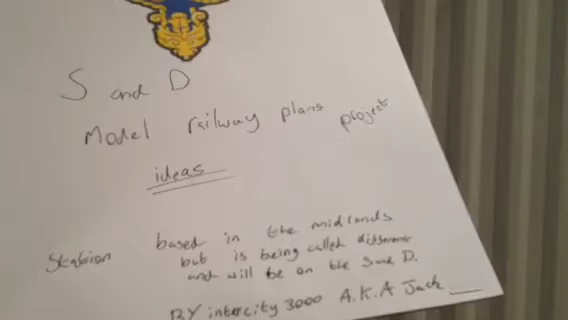 S and D
Model railway plans project
ideas
Station based in the midlands
but is being called different
and will be on the S and D.
BY intercity 3000 A.K.A Jack